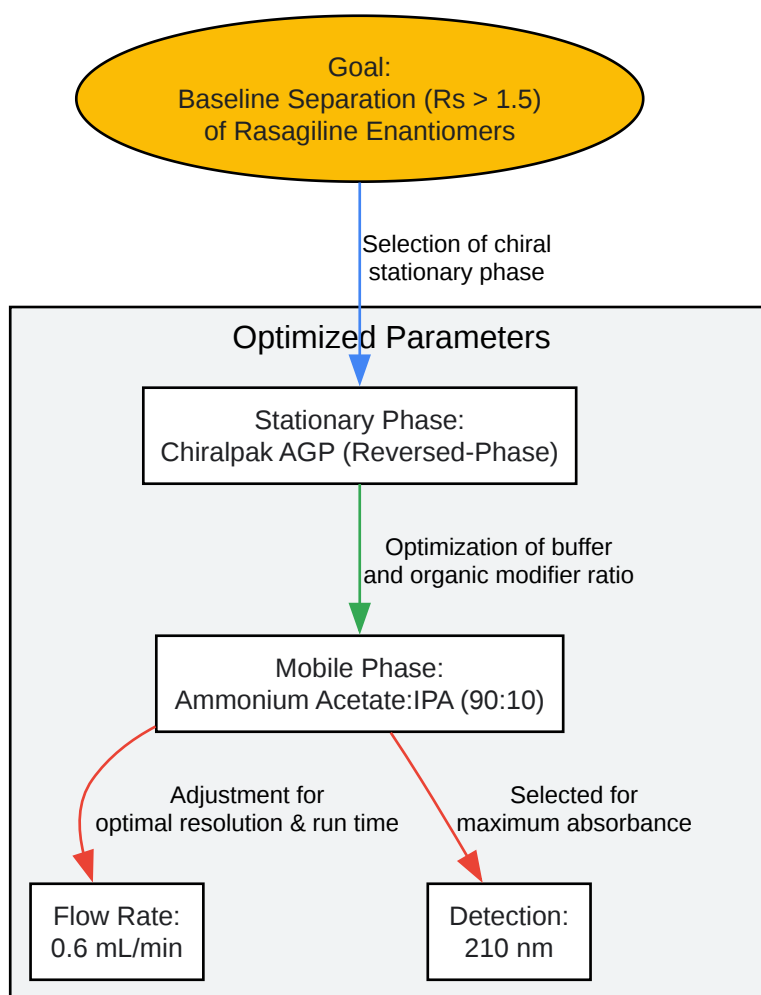 Goal:
Baseline Separation (Rs > 1.5)
of Rasagiline Enantiomers
Selection of chiral
stationary phase
Optimized Parameters
Stationary Phase:
Chiralpak AGP (Reversed-Phase)
Optimization of buffer
and organic modifier ratio
Mobile Phase:
Ammonium Acetate:IPA (90:10)
Adjustment for
optimal resolution & run time
Selected for
maximum absorbance
Flow Rate:
0.6 mL/min
Detection:
210 nm